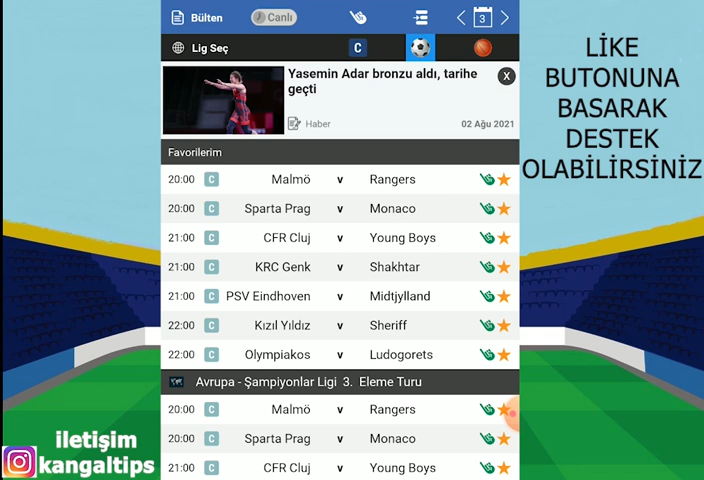 Bülten
Canlı
3
Lig Seç
C
Yasemin Adar bronzu aldı, tarihe
geçti
X
Haber
02 Ağu 2021
Favorilerim
20:00 C Malmö v Rangers
20:00 C Sparta Prag v Monaco
21:00 C CFR Cluj v Young Boys
21:00 C KRC Genk v Shakhtar
21:00 C PSV Eindhoven v Midtjylland
22:00 C Kızıl Yıldız v Sheriff
22:00 C Olympiakos v Ludogorets
Avrupa - Şampiyonlar Ligi 3. Eleme Turu
20:00 C Malmö v Rangers
20:00 C Sparta Prag v Monaco
21:00 C CFR Cluj v Young Boys
LİKE
BUTONUNA
BASARAK
DESTEK
OLABİLİRSİNİZ
iletişim
kangaltips